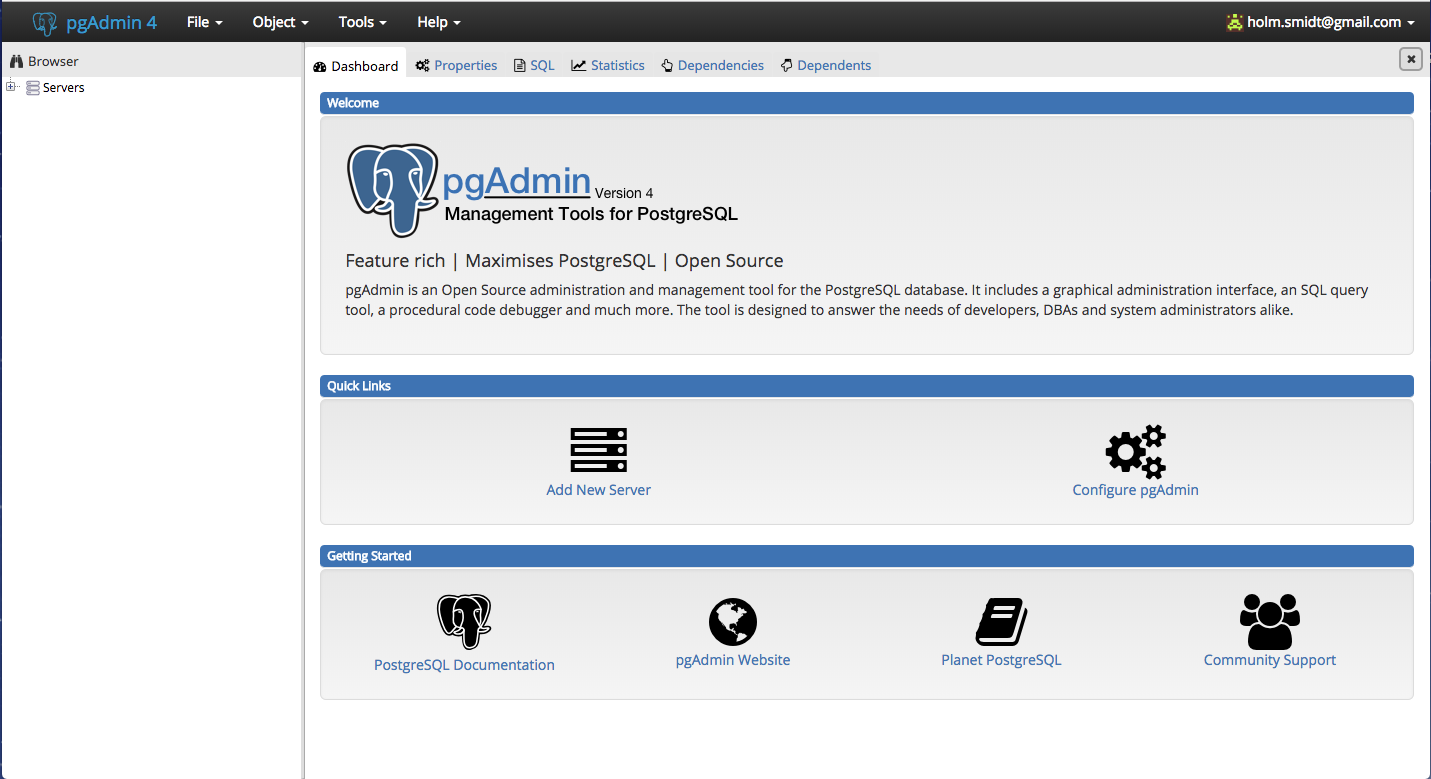 pgAdmin 4 File Object Tools Help holm.smidt@gmail.com
Browser
Servers
Dashboard Properties SQL Statistics Dependencies Dependents
Welcome
pgAdmin Version 4
Management Tools for PostgreSQL
Feature rich | Maximises PostgreSQL | Open Source
pgAdmin is an Open Source administration and management tool for the PostgreSQL database. It includes a graphical administration interface, an SQL query
tool, a procedural code debugger and much more. The tool is designed to answer the needs of developers, DBAs and system administrators alike.
Quick Links
Add New Server Configure pgAdmin
Getting Started
PostgreSQL Documentation pgAdmin Website Planet PostgreSQL Community Support